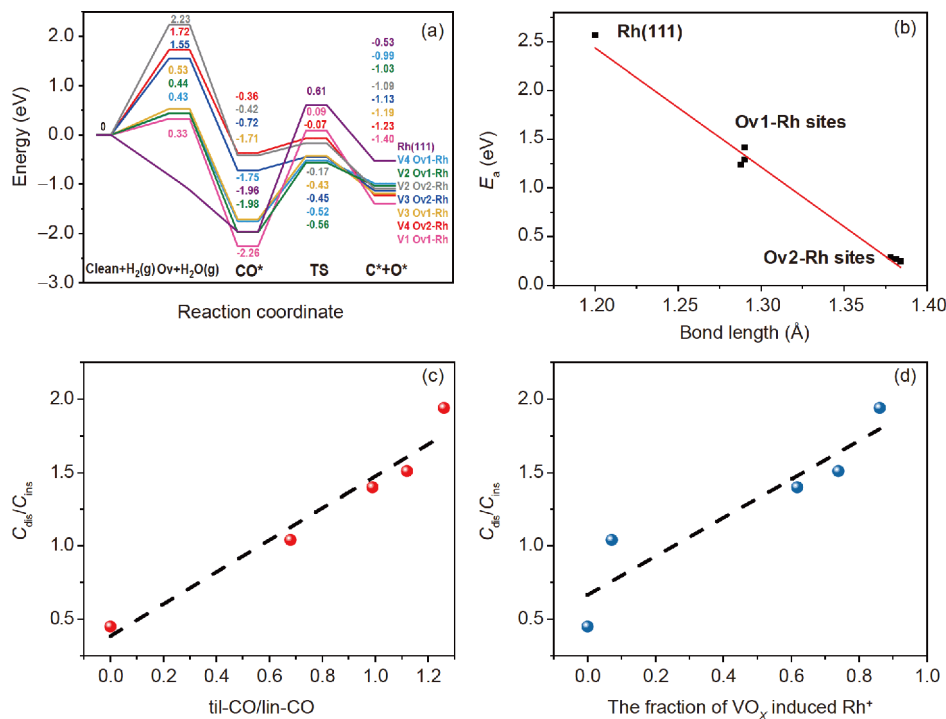 (a)
Energy (eV)
2.0
1.0
0.0
−1.0
−2.0
−3.0
0
2.23
1.72
1.55
0.53
0.44
0.43
0.33
-0.36
-0.42
-0.72
-1.71
-1.75
-1.96
-1.98
-2.26
0.61
0.09
-0.07
-0.17
-0.43
-0.45
-0.52
-0.56
-0.53
-0.99
-1.03
-1.09
-1.13
-1.19
-1.23
-1.40
Rh(111)
V4 Ov1-Rh
V2 Ov1-Rh
V2 Ov2-Rh
V3 Ov2-Rh
V3 Ov1-Rh
V4 Ov2-Rh
V1 Ov1-Rh
Clean+H2(g) Ov+H2O(g) CO* TS C*+O*
Reaction coordinate
(b)
Ea (eV)
3.0
2.5
2.0
1.5
1.0
0.5
0.0
Rh(111)
Ov1-Rh sites
Ov2-Rh sites
1.20 1.25 1.30 1.35 1.40
Bond length (Å)
(c)
Cdis/Cins
2.0
1.5
1.0
0.5
0.0 0.2 0.4 0.6 0.8 1.0 1.2
til-CO/lin-CO
(d)
Cdis/Cins
2.0
1.5
1.0
0.5
0.0 0.2 0.4 0.6 0.8 1.0
The fraction of VOX induced Rh+